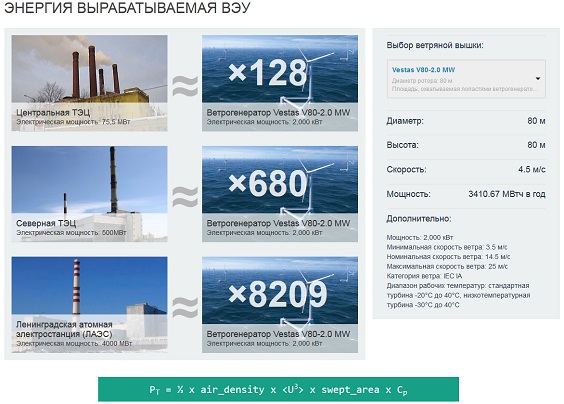 ЭНЕРГИЯ ВЫРАБАТЫВАЕМАЯ ВЭУ
×128
Центральная ТЭЦ
Электрическая мощность: 75,5 МВт
Ветрогенератор Vestas V80-2.0 MW
Электрическая мощность: 2,000 кВт
×680
Северная ТЭЦ
Электрическая мощность: 500МВт
Ветрогенератор Vestas V80-2.0 MW
Электрическая мощность: 2,000 кВт
×8209
Ленинградская атомная
электростанция (ЛАЭС)
Электрическая мощность: 4000 МВт
Ветрогенератор Vestas V80-2.0 MW
Электрическая мощность: 2,000 кВт
Выбор ветряной вышки:
Vestas V80-2.0 MW
Диаметр ротора: 80 м
Площадь, охватываемая лопастями ветрогенерато...
Диаметр: 80 м
Высота: 80 м
Скорость: 4.5 м/с
Мощность: 3410.67 МВтч в год
Дополнительно:
Мощность: 2,000 кВт
Минимальная скорость ветра: 3.5 м/с
Номинальная скорость ветра: 14.5 м/с
Максимальная скорость ветра: 25 м/с
Категория ветра: IEC IA
Диапазон рабочих температур: стандартная
турбина -20°C до 40°C, низкотемпературная
турбина -30°C до 40°C
P_T = ½ x air_density x <U³> x swept_area x C_p